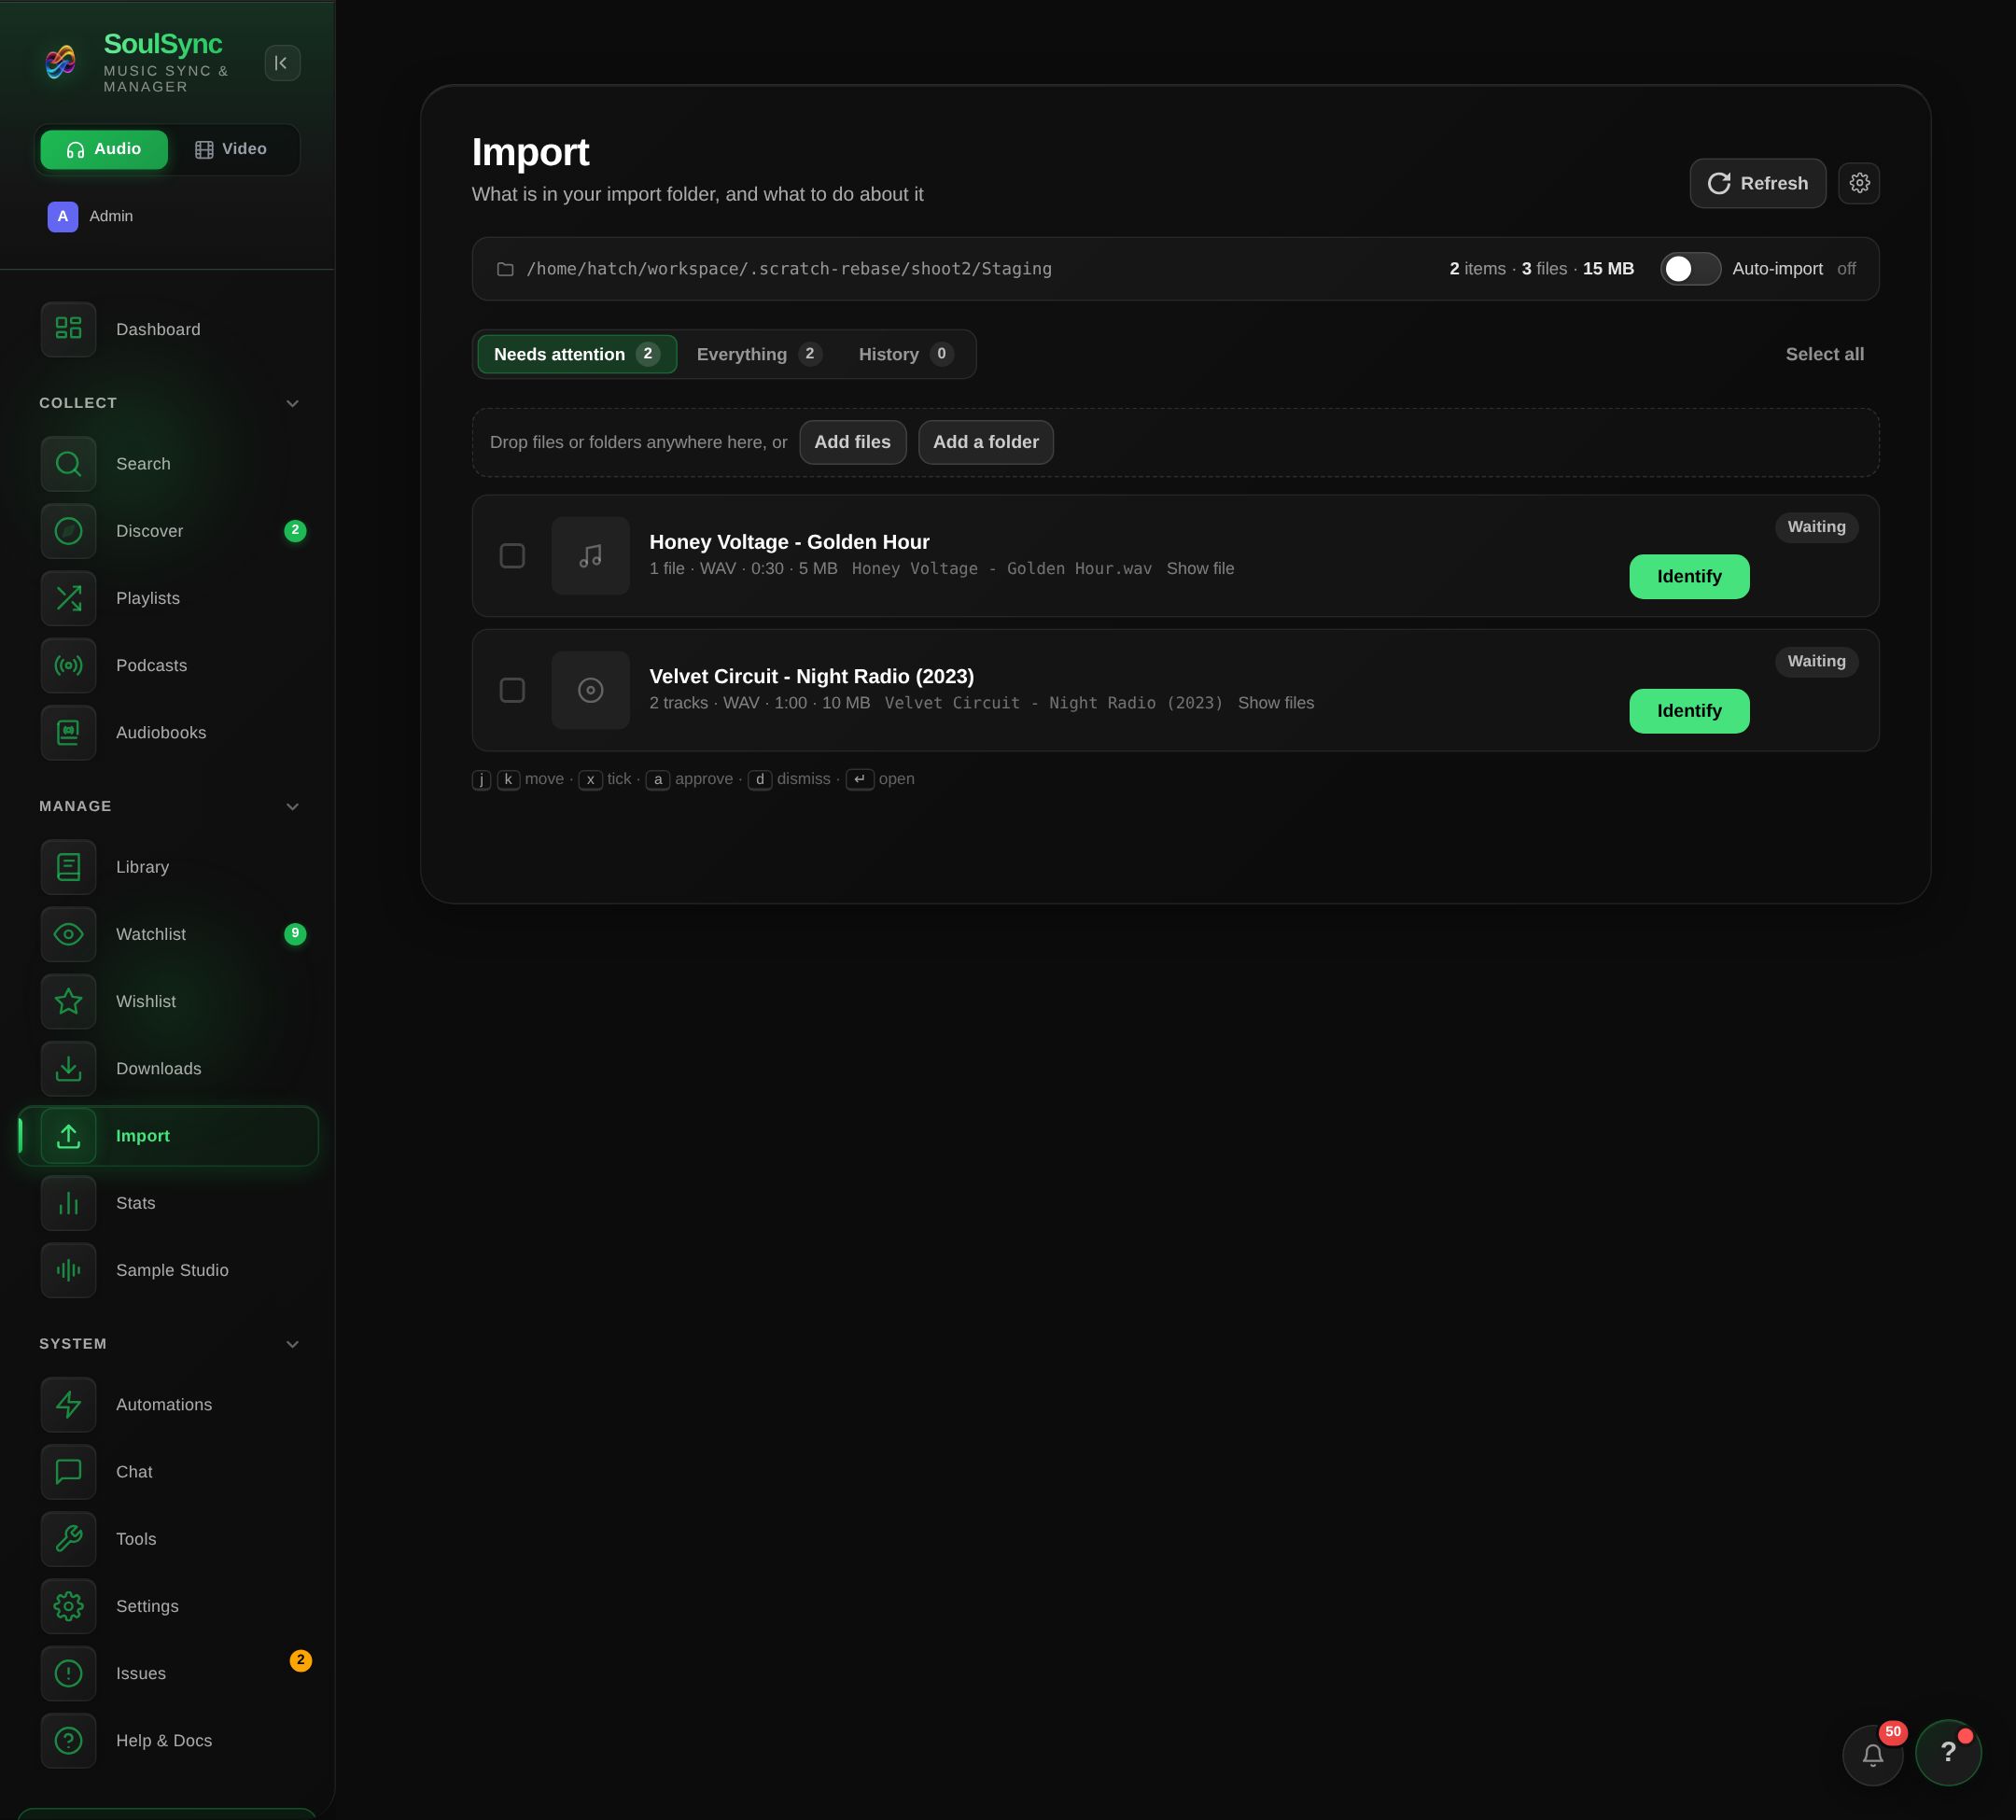 SoulSync
MUSIC SYNC &
MANAGER
Audio
Video
A
Admin
Dashboard
COLLECT
Search
Discover
2
Playlists
Podcasts
Audiobooks
MANAGE
Library
Watchlist
9
Wishlist
Downloads
Import
Stats
Sample Studio
SYSTEM
Automations
Chat
Tools
Settings
Issues
2
Help & Docs
Import
What is in your import folder, and what to do about it
Refresh
/home/hatch/workspace/.scratch-rebase/shoot2/Staging
2 items · 3 files · 15 MB
Auto-import off
Needs attention 2
Everything 2
History 0
Select all
Drop files or folders anywhere here, or
Add files
Add a folder
Honey Voltage - Golden Hour
1 file · WAV · 0:30 · 5 MB Honey Voltage - Golden Hour.wav Show file
Waiting
Identify
Velvet Circuit - Night Radio (2023)
2 tracks · WAV · 1:00 · 10 MB Velvet Circuit - Night Radio (2023) Show files
Waiting
Identify
j k move · x tick · a approve · d dismiss · ↵ open
50
?